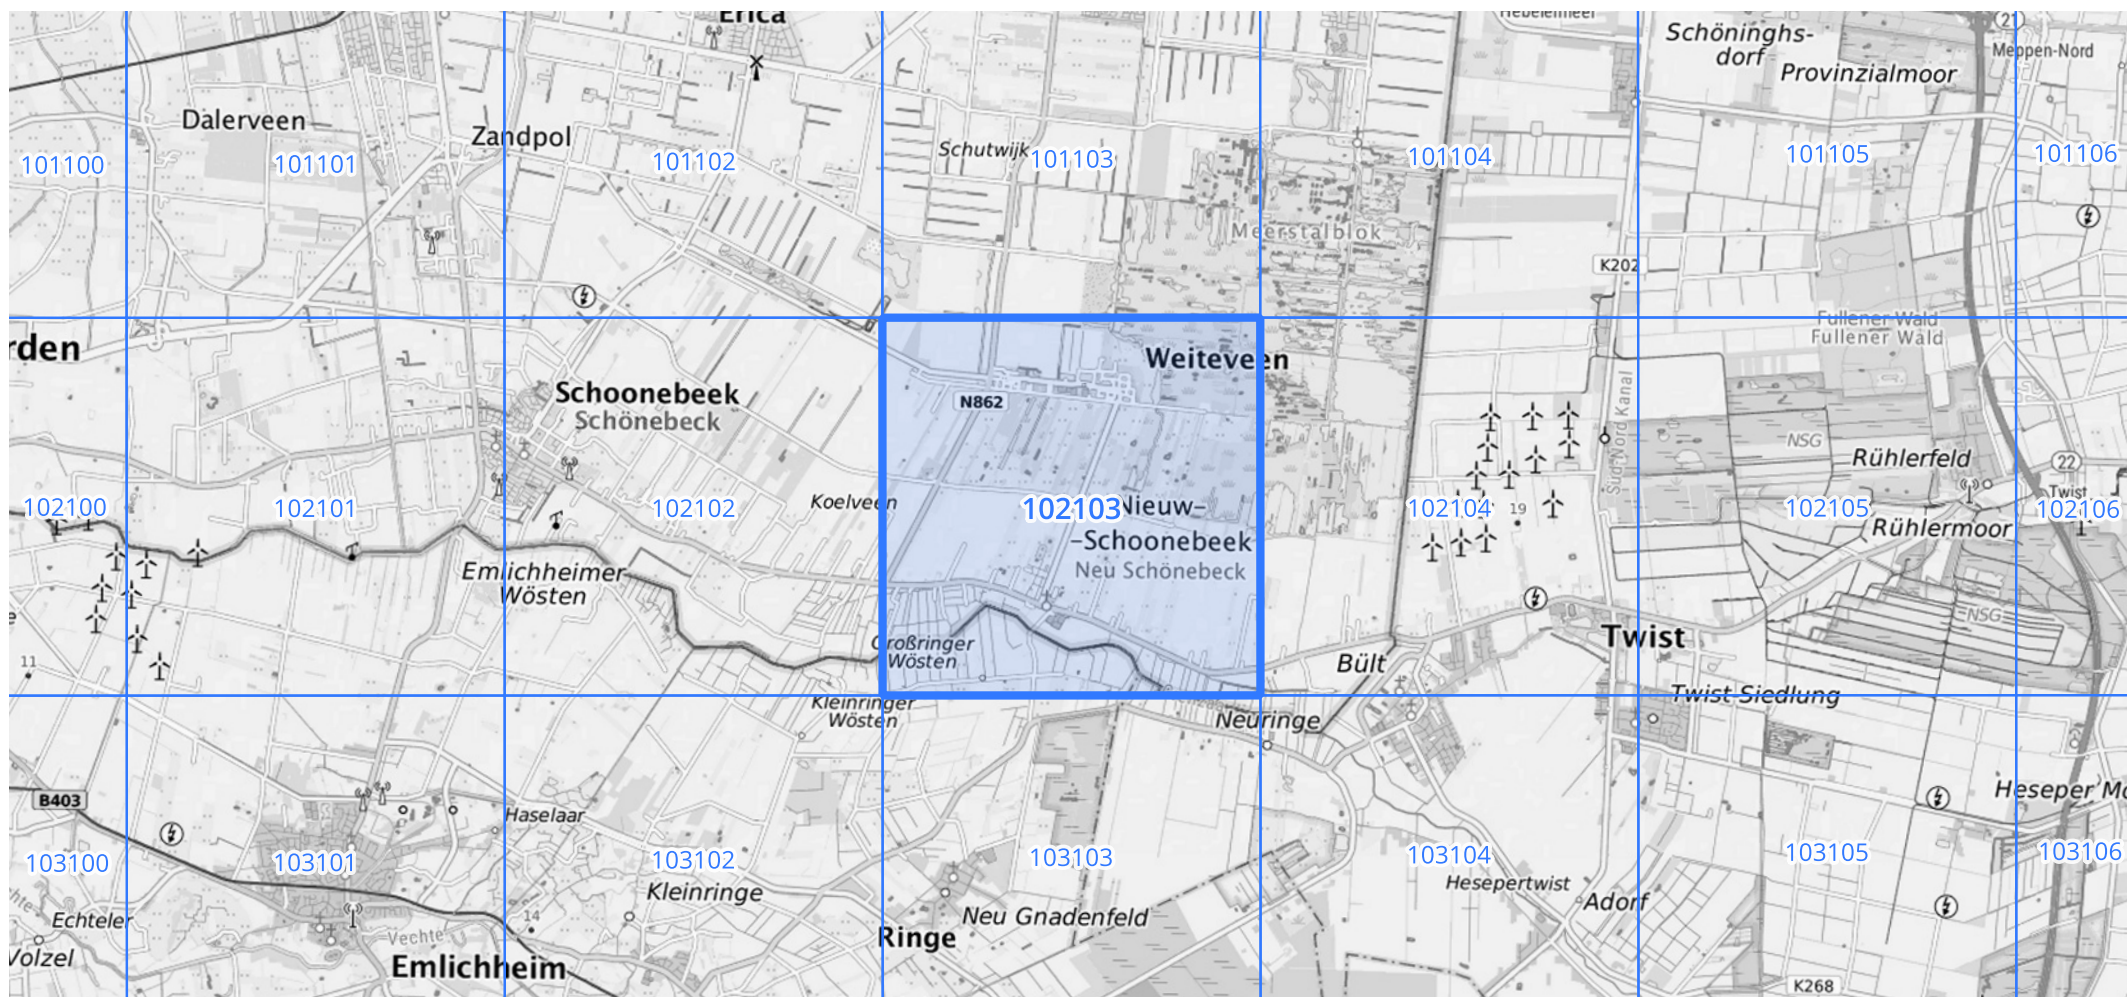 Erica
Hebelermeer
Schöninghs-
dorf
Provinzialmoor
21
Meppen-Nord
Dalerveen
Zandpol
Schutwijk
101100
101101
101102
101103
101104
101105
101106
Meerstalblok
K202
Fullener Wald
Fullener Wald
rden
Weiteveen
Schoonebeek
Schönebeck
N862
Süd-Nord Kanal
NSG
Rühlerfeld
22
Twist
Koelveen
102100
102101
102102
102103
Nieuw-
-Schoonebeek
Neu Schönebeck
102104
19
102105
102106
Rühlermoor
Emlichheimer
Wösten
NSG
Twist
Großringer
Wösten
Bült
11
Kleinringer
Wösten
Neuringe
Twist Siedlung
B403
Haselaar
Heseper Mo
103100
103101
103102
103103
103104
103105
103106
Kleinringe
Hesepertwist
Adorf
14
Echteler
Neu Gnadenfeld
Vechte
Ringe
Volzel
Emlichheim
K268